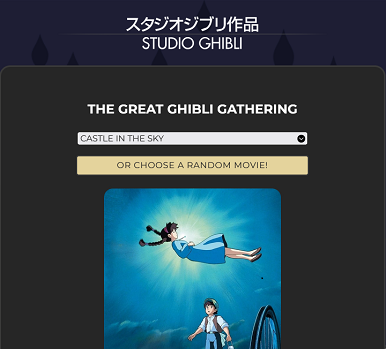 スタジオジブリ作品
STUDIO GHIBLI
THE GREAT GHIBLI GATHERING
CASTLE IN THE SKY
OR CHOOSE A RANDOM MOVIE!